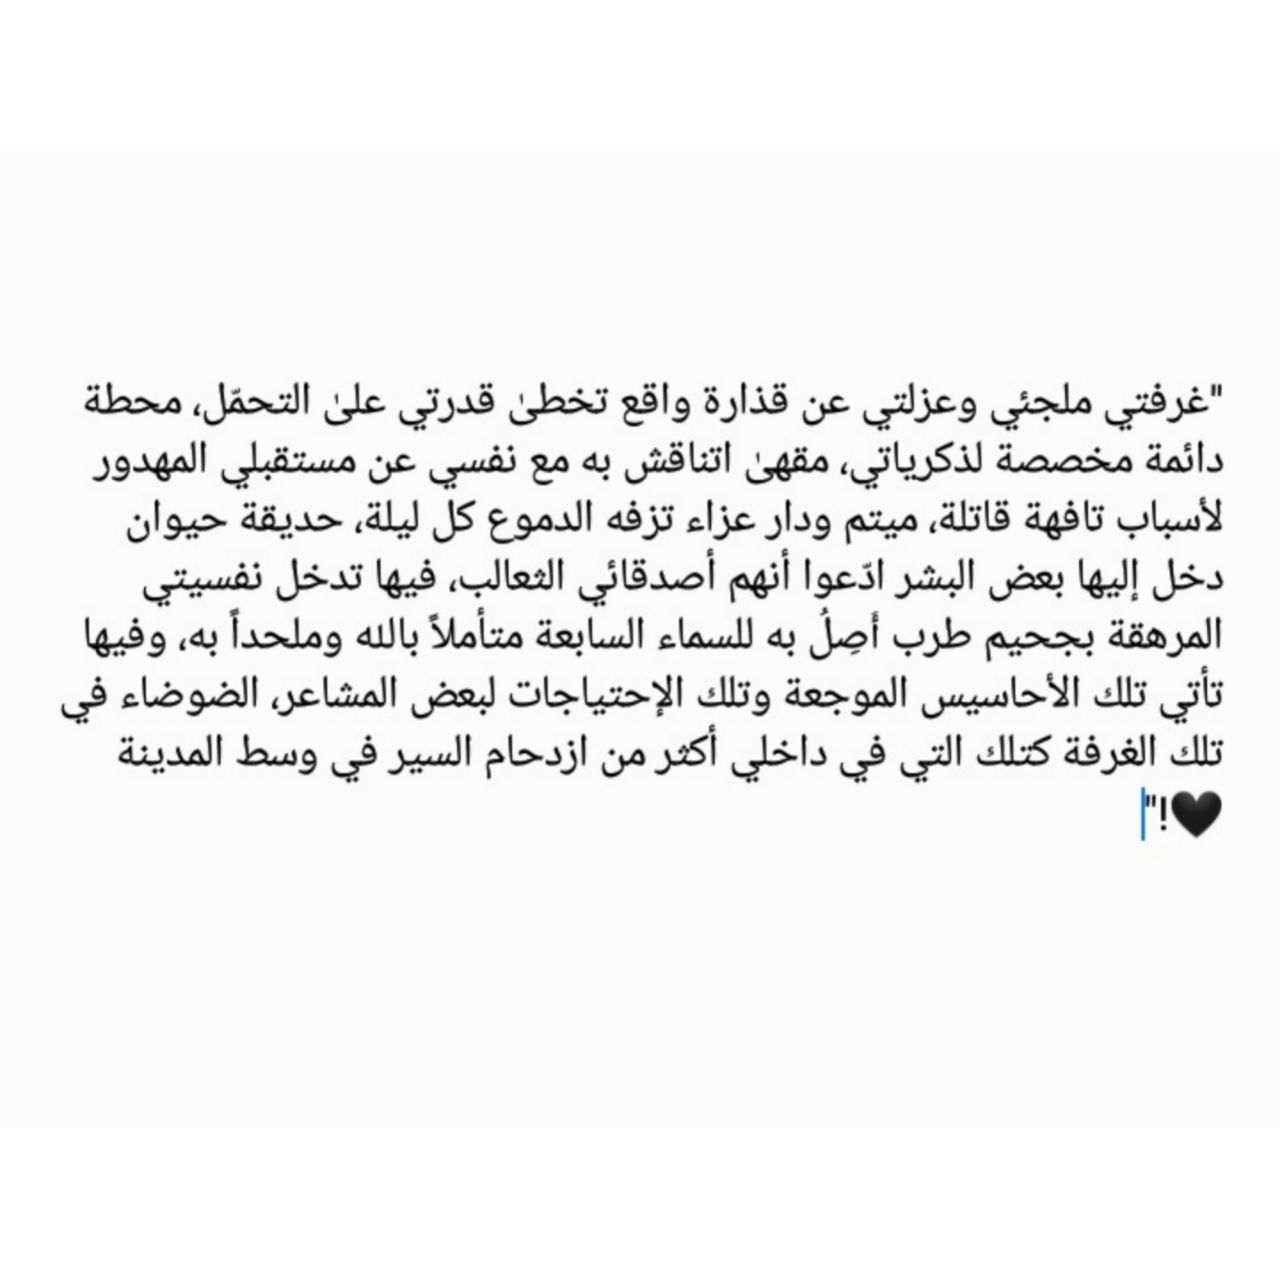 "غرفتي ملجئي وعزلتي عن قذارة واقع تخطىٰ قدرتي علىٰ التحمّل، محطة
دائمة مخصصة لذكرياتي، مقهىٰ اتناقش به مع نفسي عن مستقبلي المهدور
لأسباب تافهة قاتلة، ميتم ودار عزاء تزفه الدموع كل ليلة، حديقة حيوان
دخل إليها بعض البشر ادّعوا أنهم أصدقائي الثعالب، فيها تدخل نفسيتي
المرهقة بجحيم طرب أَصِلُ به للسماء السابعة متأملاً بالله وملحداً به، وفيها
تأتي تلك الأحاسيس الموجعة وتلك الإحتياجات لبعض المشاعر، الضوضاء في
تلك الغرفة كتلك التي في داخلي أكثر من ازدحام السير في وسط المدينة
🖤!"